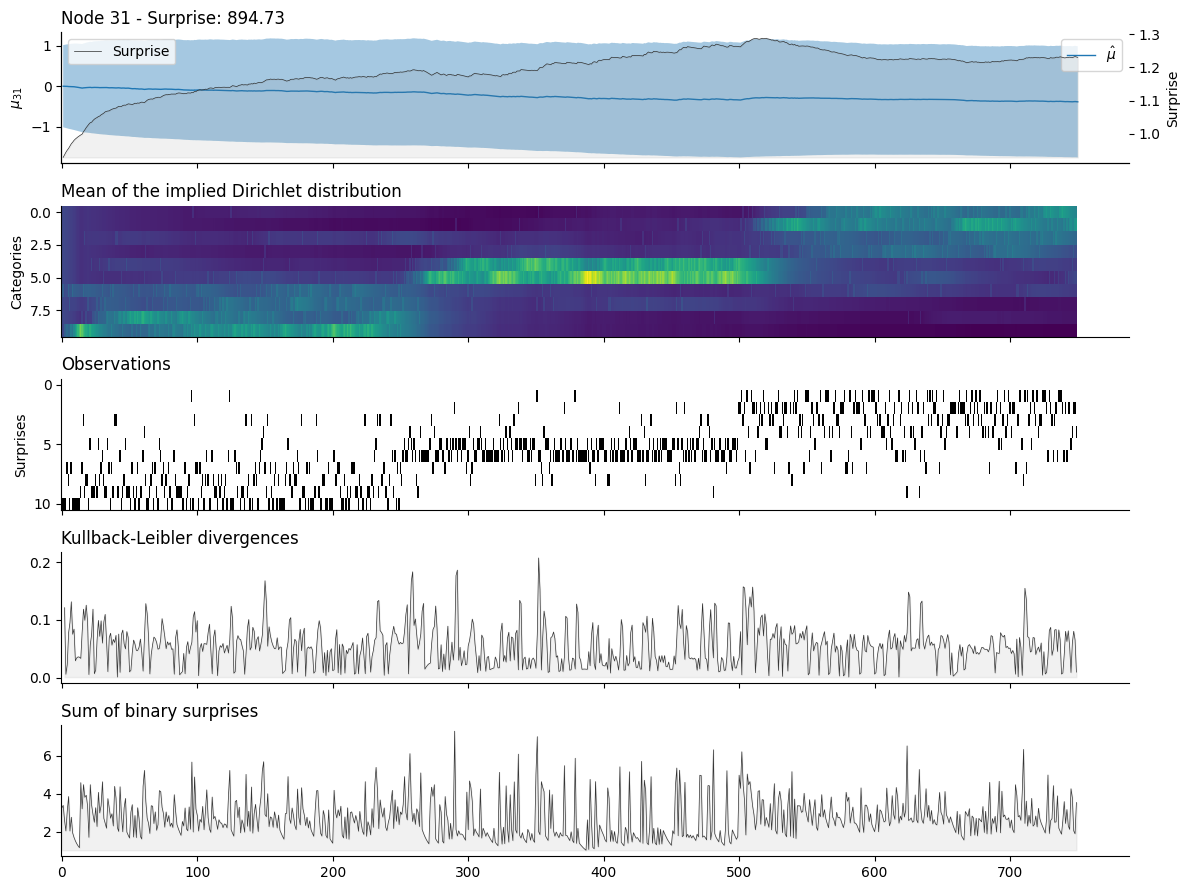 Node 31 - Surprise: 894.73
1
0
−1
μ31
Surprise
μ̂
1.3
1.2
1.1
1.0
Surprise
Mean of the implied Dirichlet distribution
0.0
2.5
5.0
7.5
Categories
Observations
0
5
10
Surprises
Kullback-Leibler divergences
0.2
0.1
0.0
Sum of binary surprises
6
4
2
0 100 200 300 400 500 600 700